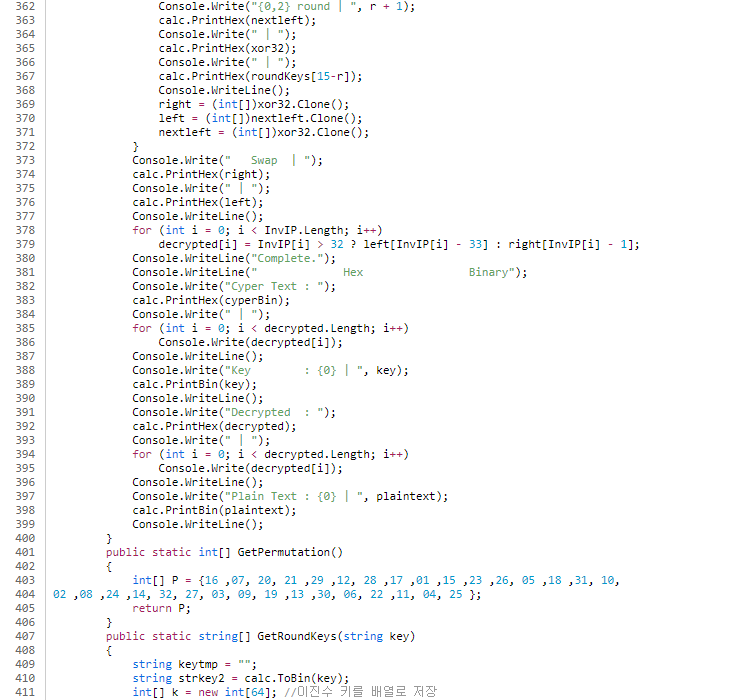 362 Console.Write("{0,2} round | ", r + 1);
363 calc.PrintHex(nextleft);
364 Console.Write(" | ");
365 calc.PrintHex(xor32);
366 Console.Write(" | ");
367 calc.PrintHex(roundKeys[15-r]);
368 Console.WriteLine();
369 right = (int[])xor32.Clone();
370 left = (int[])nextleft.Clone();
371 nextleft = (int[])xor32.Clone();
372 }
373 Console.Write("   Swap  | ");
374 calc.PrintHex(right);
375 Console.Write(" | ");
376 calc.PrintHex(left);
377 Console.WriteLine();
378 for (int i = 0; i < InvIP.Length; i++)
379 decrypted[i] = InvIP[i] > 32 ? left[InvIP[i] - 33] : right[InvIP[i] - 1];
380 Console.WriteLine("Complete.");
381 Console.WriteLine("             Hex                Binary");
382 Console.Write("Cyper Text : ");
383 calc.PrintHex(cyperBin);
384 Console.Write(" | ");
385 for (int i = 0; i < decrypted.Length; i++)
386 Console.Write(decrypted[i]);
387 Console.WriteLine();
388 Console.Write("Key        : {0} | ", key);
389 calc.PrintBin(key);
390 Console.WriteLine();
391 Console.Write("Decrypted  : ");
392 calc.PrintHex(decrypted);
393 Console.Write(" | ");
394 for (int i = 0; i < decrypted.Length; i++)
395 Console.Write(decrypted[i]);
396 Console.WriteLine();
397 Console.Write("Plain Text : {0} | ", plaintext);
398 calc.PrintBin(plaintext);
399 Console.WriteLine();
400 }
401 public static int[] GetPermutation()
402 {
403 int[] P = {16 ,07, 20, 21 ,29 ,12, 28 ,17 ,01 ,15 ,23 ,26, 05 ,18 ,31, 10,
404 02 ,08 ,24 ,14, 32, 27, 03, 09, 19 ,13 ,30, 06, 22 ,11, 04, 25 };
405 return P;
406 }
407 public static string[] GetRoundKeys(string key)
408 {
409 string keytmp = "";
410 string strkey2 = calc.ToBin(key);
411 int[] k = new int[64]; //이진수 키를 배열로 저장